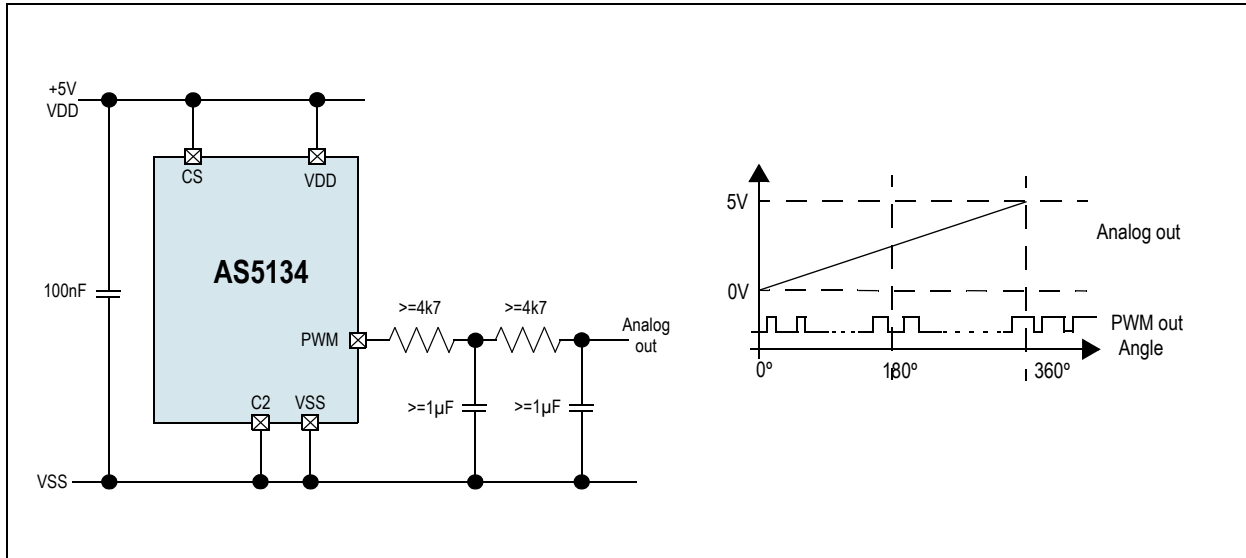 +5V
VDD
CS
VDD
AS5134
100nF
>=4k7
>=4k7
PWM
Analog
out
C2
VSS
>=1µF
>=1µF
VSS
5V
Analog out
0V
PWM out
Angle
0º
180º
360º